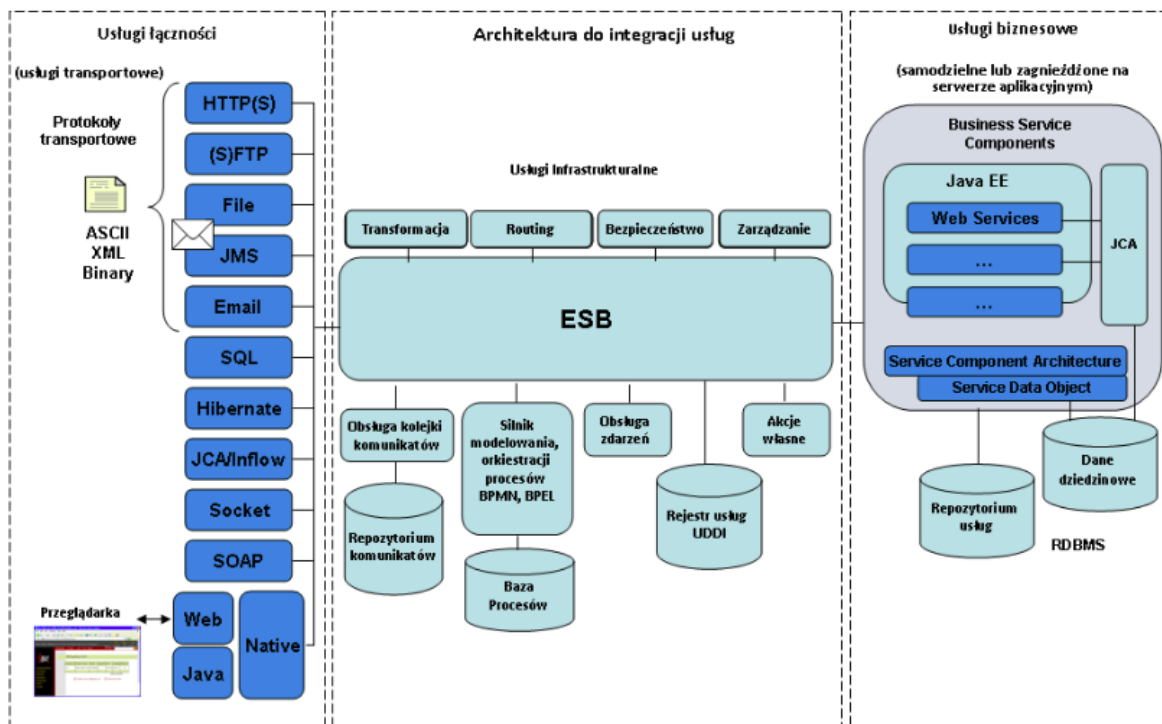 Usługi łączności
(usługi transportowe)
Protokoły
transportowe
ASCII
XML
Binary
HTTP(S)
(S)FTP
File
JMS
Email
SQL
Hibernate
JCA/Inflow
Socket
SOAP
Przeglądarka
Web
Java
Native
Architektura do integracji usług
Usługi Infrastrukturalne
Transformacja
Routing
Bezpieczeństwo
Zarządzanie
ESB
Obsługa kolejki
komunikatów
Repozytorium
komunikatów
Silnik
modelowania,
orkiestracji
procesów
BPMN, BPEL
Baza
Procesów
Obsługa
zdarzeń
Rejestr usług
UDDI
Akcje
własne
Usługi biznesowe
(samodzielne lub zagnieżdżone na
serwerze aplikacyjnym)
Business Service
Components
Java EE
Web Services
...
...
JCA
Service Component Architecture
Service Data Object
Repozytorium
usług
Dane
dziedzinowe
RDBMS